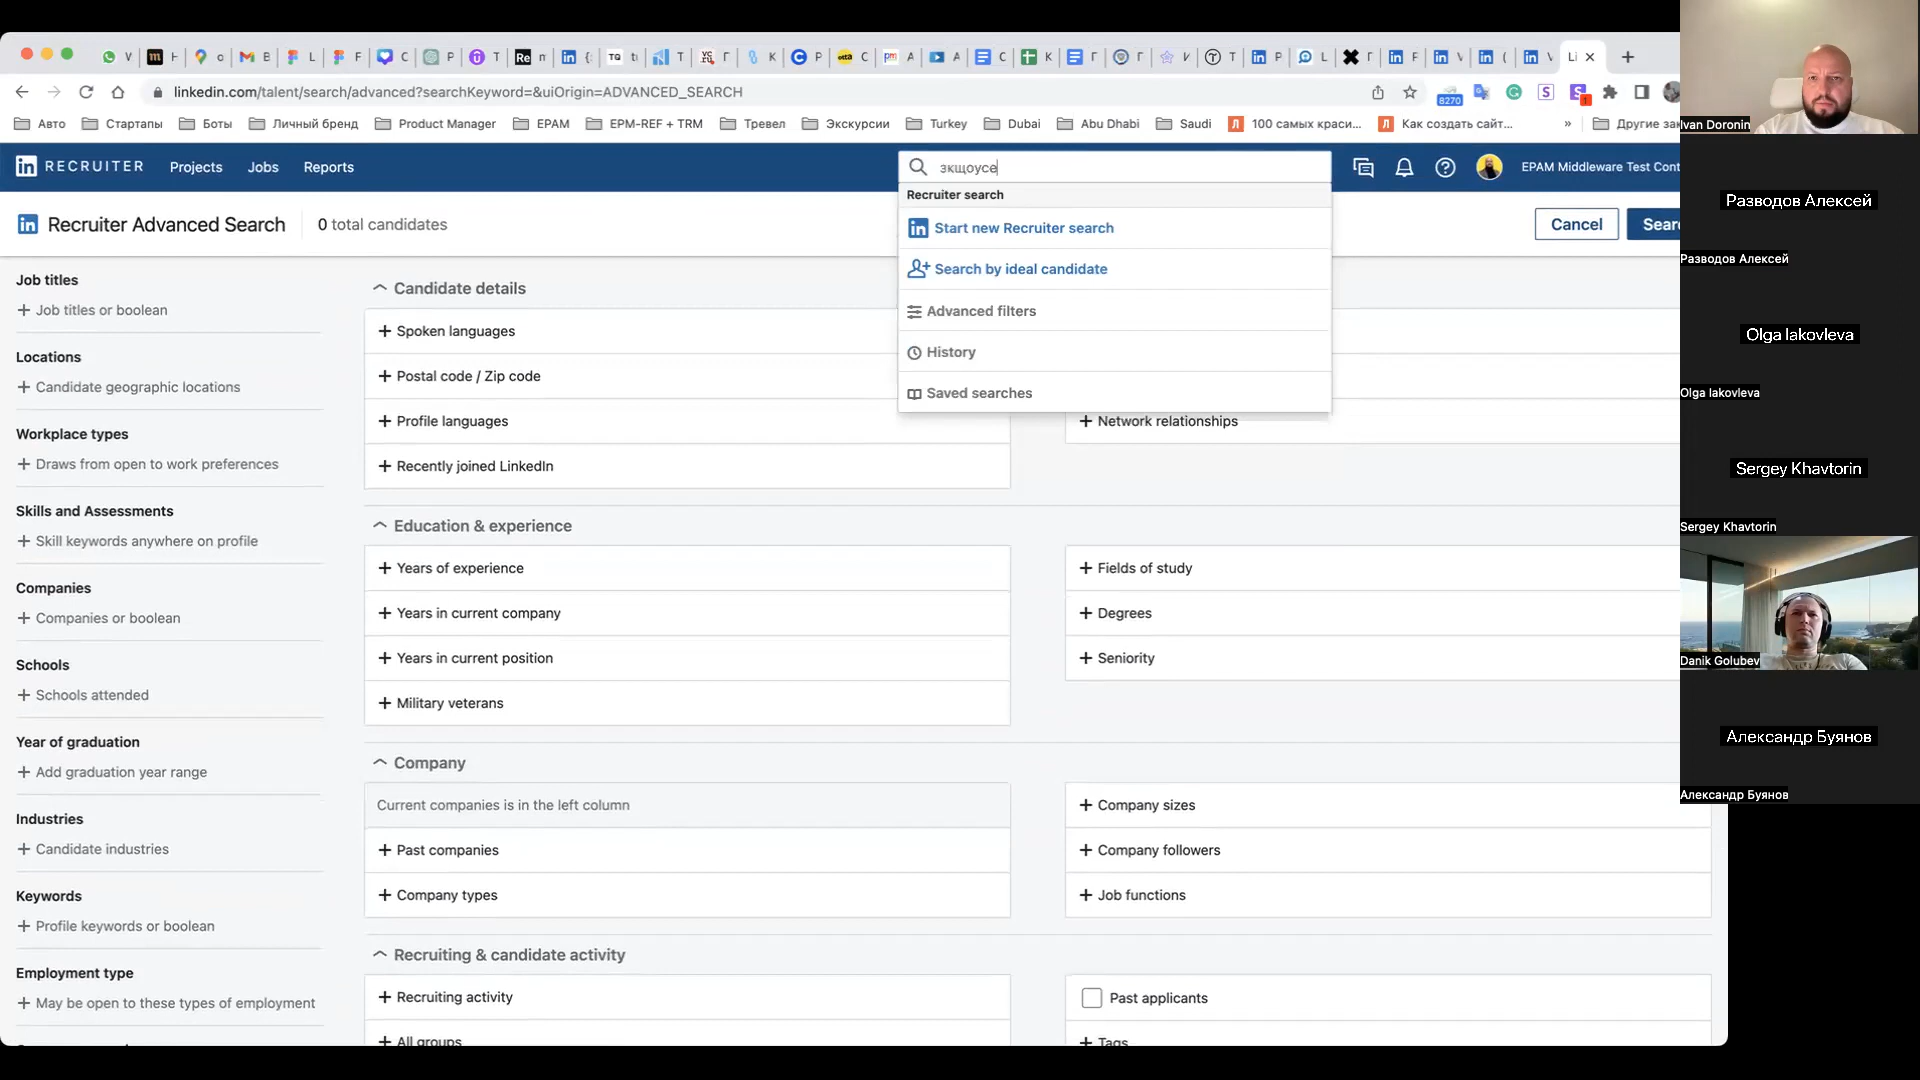 linkedin.com/talent/search/advanced?searchKeyword=&uiOrigin=ADVANCED_SEARCH
8270
Авто
Стартапы
Боты
Личный бренд
Product Manager
EPAM
EPM-REF + TRM
Тревел
Экскурсии
Turkey
Dubai
Abu Dhabi
Saudi
100 самых краси...
Как создать сайт...
»
Другие за
RECRUITER
Projects
Jobs
Reports
зкщоусе
EPAM Middleware Test Cont
Recruiter search
Start new Recruiter search
Search by ideal candidate
Advanced filters
History
Saved searches
Recruiter Advanced Search
0 total candidates
Cancel
Sear
Job titles
Job titles or boolean
Locations
Candidate geographic locations
Workplace types
Draws from open to work preferences
Skills and Assessments
Skill keywords anywhere on profile
Companies
Companies or boolean
Schools
Schools attended
Year of graduation
Add graduation year range
Industries
Candidate industries
Keywords
Profile keywords or boolean
Employment type
May be open to these types of employment
Candidate details
Spoken languages
Postal code / Zip code
Profile languages
Recently joined LinkedIn
Network relationships
Education & experience
Years of experience
Years in current company
Years in current position
Military veterans
Fields of study
Degrees
Seniority
Company
Current companies is in the left column
Past companies
Company types
Company sizes
Company followers
Job functions
Recruiting & candidate activity
Recruiting activity
All groups
Past applicants
Tags
Ivan Doronin
Разводов Алексей
Разводов Алексей
Olga Iakovleva
Olga Iakovleva
Sergey Khavtorin
Sergey Khavtorin
Danik Golubev
Александр Буянов
Александр Буянов